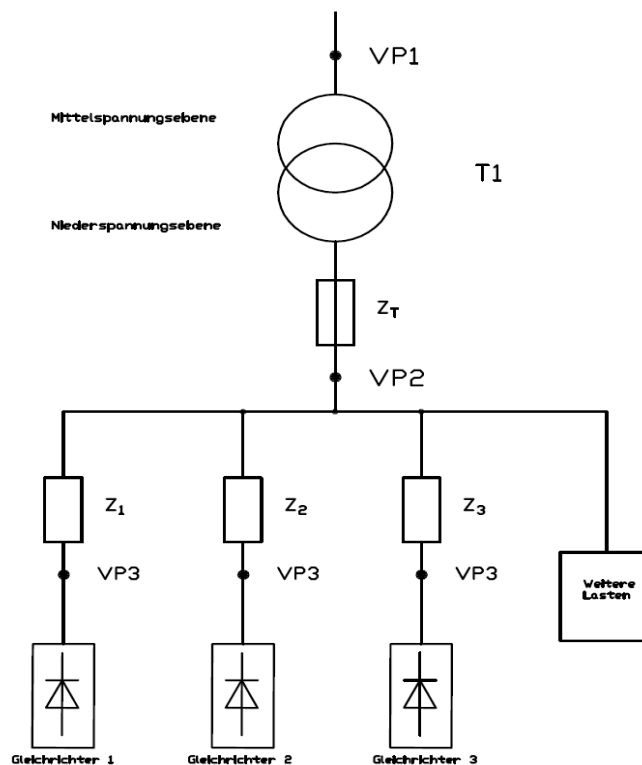 VP1
Mittelspannungsebene
T1
Niederspannungsebene
Z_T
VP2
Z_1
Z_2
Z_3
VP3
VP3
VP3
Weitere
Lasten
Gleichrichter 1
Gleichrichter 2
Gleichrichter 3